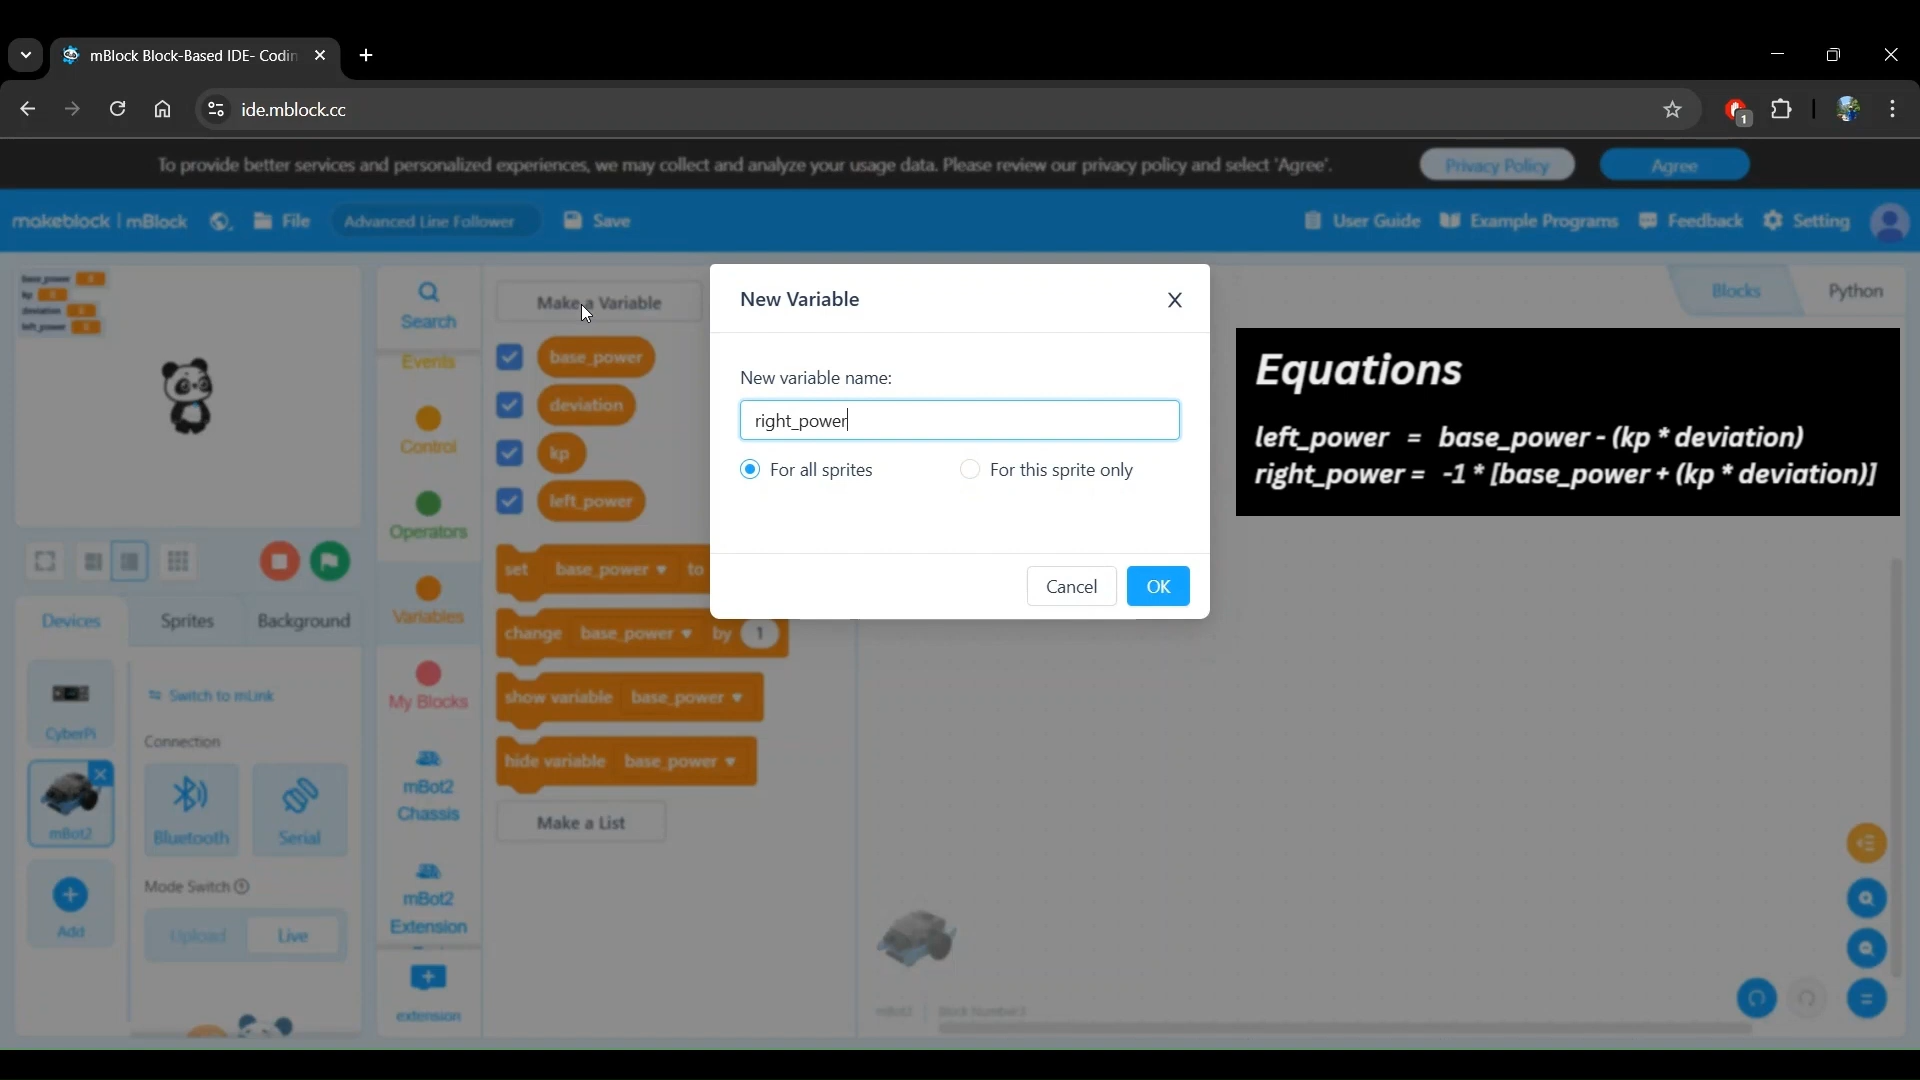 mBlock Block-Based IDE- Codin
ide.mblock.cc
1
To provide better services and personalized experiences, we may collect and analyze your usage data. Please review our privacy policy and select 'Agree'.
Privacy Policy
Agree
makeblock | mBlock
File
Advanced Line Follower
Save
User Guide
Example Programs
Feedback
Setting
base_power
kp
deviation
left_power
Search
Events
Control
Operators
Variables
My Blocks
mBot2
Chassis
mBot2
Extension
extension
Make a Variable
base_power
deviation
kp
left_power
set base_power to
change base_power by 1
show variable base_power
hide variable base_power
Make a List
New Variable
New variable name:
right_power
For all sprites
For this sprite only
Cancel
OK
Blocks
Python
Equations
left_power = base_power - (kp * deviation)
right_power = -1 * [base_power + (kp * deviation)]
Devices
Sprites
Background
CyberPi
mBot2
Add
Switch to mLink
Connection
Bluetooth
Serial
Mode Switch
Upload
Live
mBot2